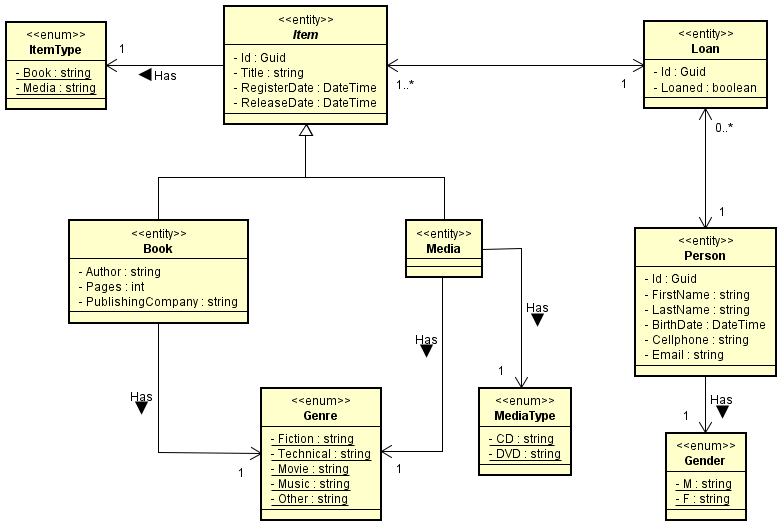 <<enum>>
ItemType
- Book : string
- Media : string
1
Has
<<entity>>
Item
- Id : Guid
- Title : string
- RegisterDate : DateTime
- ReleaseDate : DateTime
1..*
1
<<entity>>
Loan
- Id : Guid
- Loaned : boolean
0..*
1
<<entity>>
Book
- Author : string
- Pages : int
- PublishingCompany : string
<<entity>>
Media
<<entity>>
Person
- Id : Guid
- FirstName : string
- LastName : string
- BirthDate : DateTime
- Cellphone : string
- Email : string
Has
Has
Has
1
1
1
<<enum>>
Genre
- Fiction : string
- Technical : string
- Movie : string
- Music : string
- Other : string
<<enum>>
MediaType
- CD : string
- DVD : string
Has
1
<<enum>>
Gender
- M : string
- F : string